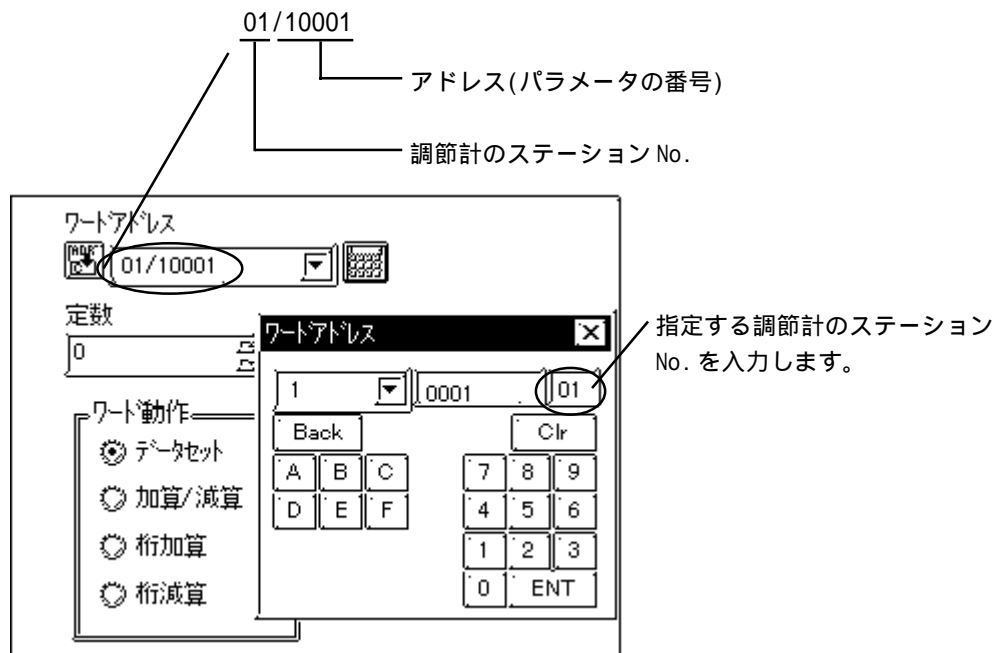 01/10001
アドレス(パラメータの番号)
調節計のステーション No.
ワードアドレス
01/10001
定数
0
ワードアドレス
指定する調節計のステーション
No. を入力します。
1 0001 01
Back Clr
A B C 7 8 9
D E F 4 5 6
1 2 3
0 ENT
ワード動作
データセット
加算/減算
桁加算
桁減算